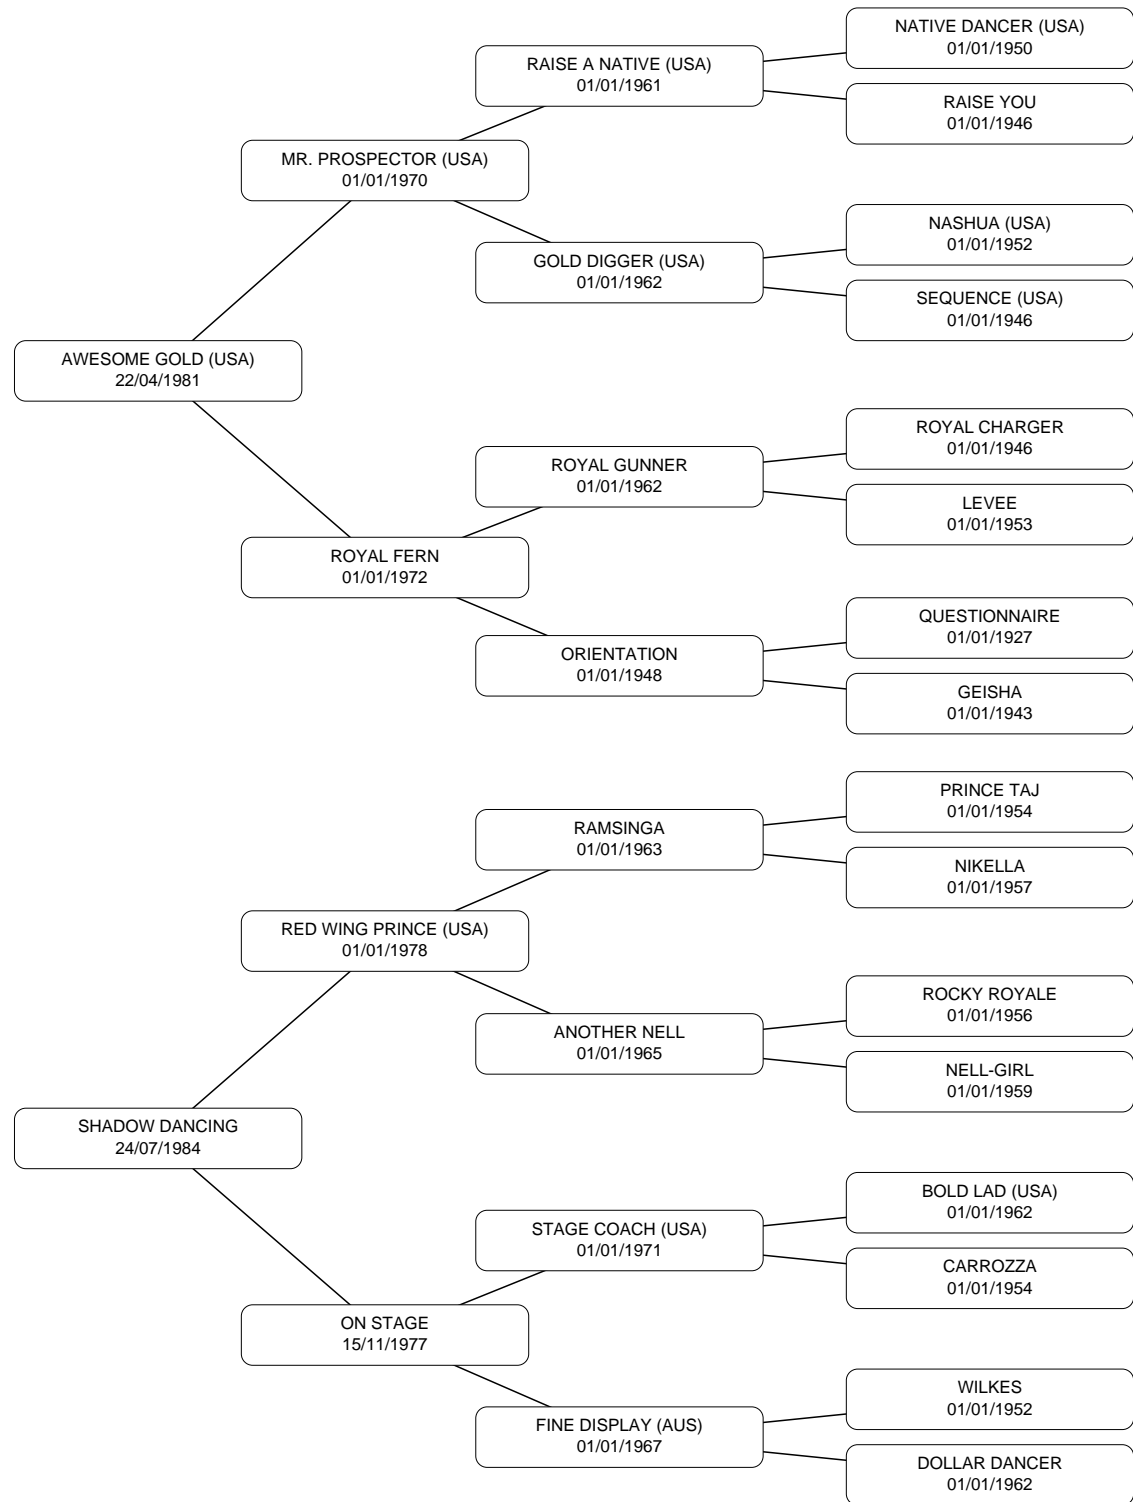 NATIVE DANCER (USA)
01/01/1950
RAISE A NATIVE (USA)
01/01/1961
RAISE YOU
01/01/1946
MR. PROSPECTOR (USA)
01/01/1970
NASHUA (USA)
01/01/1952
GOLD DIGGER (USA)
01/01/1962
SEQUENCE (USA)
01/01/1946
AWESOME GOLD (USA)
22/04/1981
ROYAL CHARGER
01/01/1946
ROYAL GUNNER
01/01/1962
LEVEE
01/01/1953
ROYAL FERN
01/01/1972
QUESTIONNAIRE
01/01/1927
ORIENTATION
01/01/1948
GEISHA
01/01/1943
PRINCE TAJ
01/01/1954
RAMSINGA
01/01/1963
NIKELLA
01/01/1957
RED WING PRINCE (USA)
01/01/1978
ROCKY ROYALE
01/01/1956
ANOTHER NELL
01/01/1965
NELL-GIRL
01/01/1959
SHADOW DANCING
24/07/1984
BOLD LAD (USA)
01/01/1962
STAGE COACH (USA)
01/01/1971
CARROZZA
01/01/1954
ON STAGE
15/11/1977
WILKES
01/01/1952
FINE DISPLAY (AUS)
01/01/1967
DOLLAR DANCER
01/01/1962